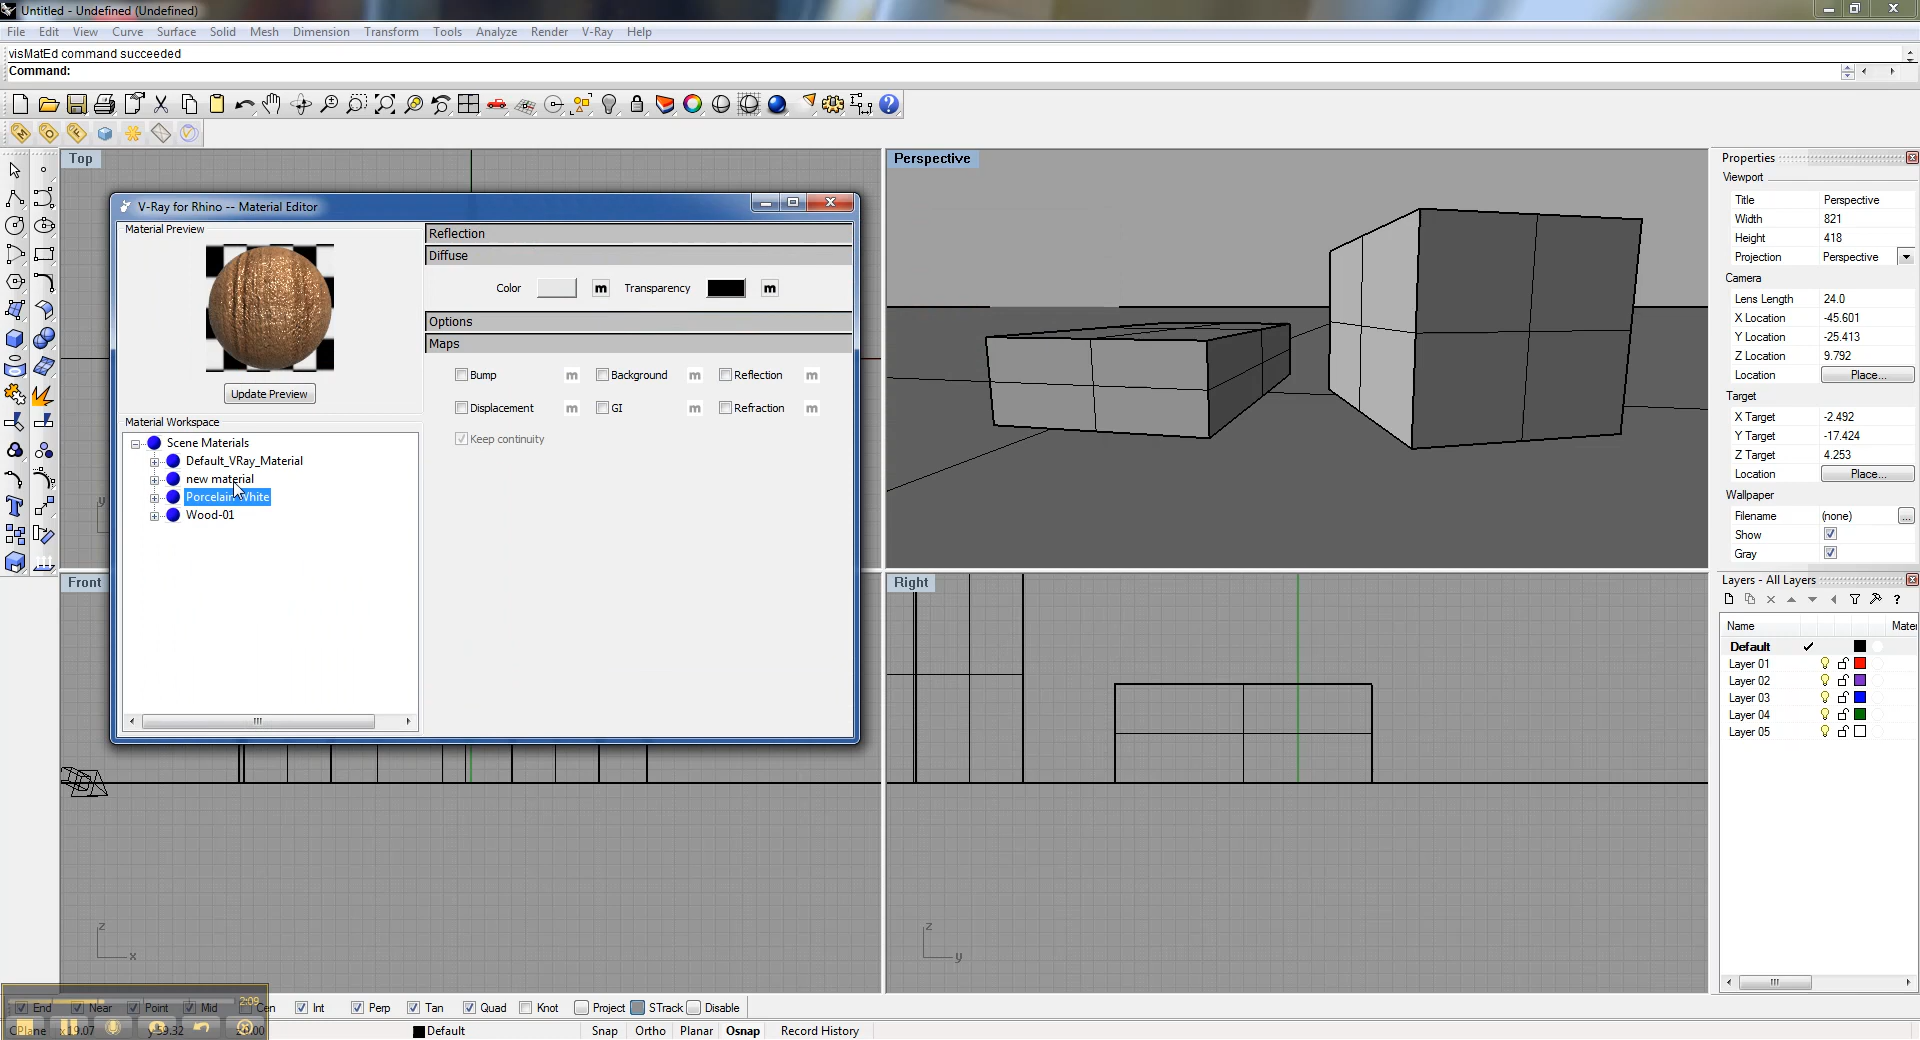 Untitled - Undefined (Undefined)
File Edit View Curve Surface Solid Mesh Dimension Transform Tools Analyze Render V-Ray Help
visMatEd command succeeded
Command:
Top
Perspective
V-Ray for Rhino -- Material Editor
Material Preview
Update Preview
Material Workspace
Scene Materials
Default_VRay_Material
new material
Porcelain-White
Wood-01
Reflection
Diffuse
Color m Transparency m
Options
Maps
Bump m Background m Reflection m
Displacement m GI m Refraction m
Keep continuity
Front
Right
z
x
z
y
Properties
Viewport
Title Perspective
Width 821
Height 418
Projection Perspective
Camera
Lens Length 24.0
X Location -45.601
Y Location -25.413
Z Location 9.792
Location Place...
Target
X Target -2.492
Y Target -17.424
Z Target 4.253
Location Place...
Wallpaper
Filename (none) ...
Show
Gray
Layers - All Layers
Name Mater
Default
Layer 01
Layer 02
Layer 03
Layer 04
Layer 05
End Near Point Mid Cen Int Perp Tan Quad Knot Project STrack Disable
2:09
CPlane x 19.07 y -59.32 Default Snap Ortho Planar Osnap Record History